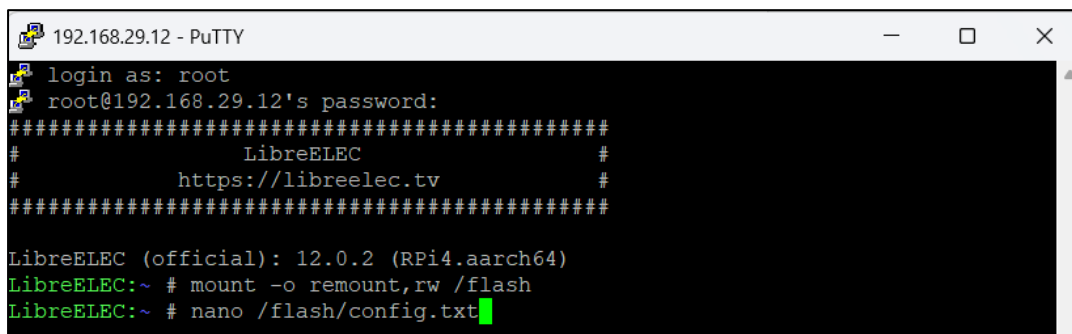 192.168.29.12 - PuTTY
login as: root
root@192.168.29.12's password:
##############################################
#                  LibreELEC                 #
#            https://libreelec.tv            #
##############################################
LibreELEC (official): 12.0.2 (RPi4.aarch64)
LibreELEC:~ # mount -o remount,rw /flash
LibreELEC:~ # nano /flash/config.txt